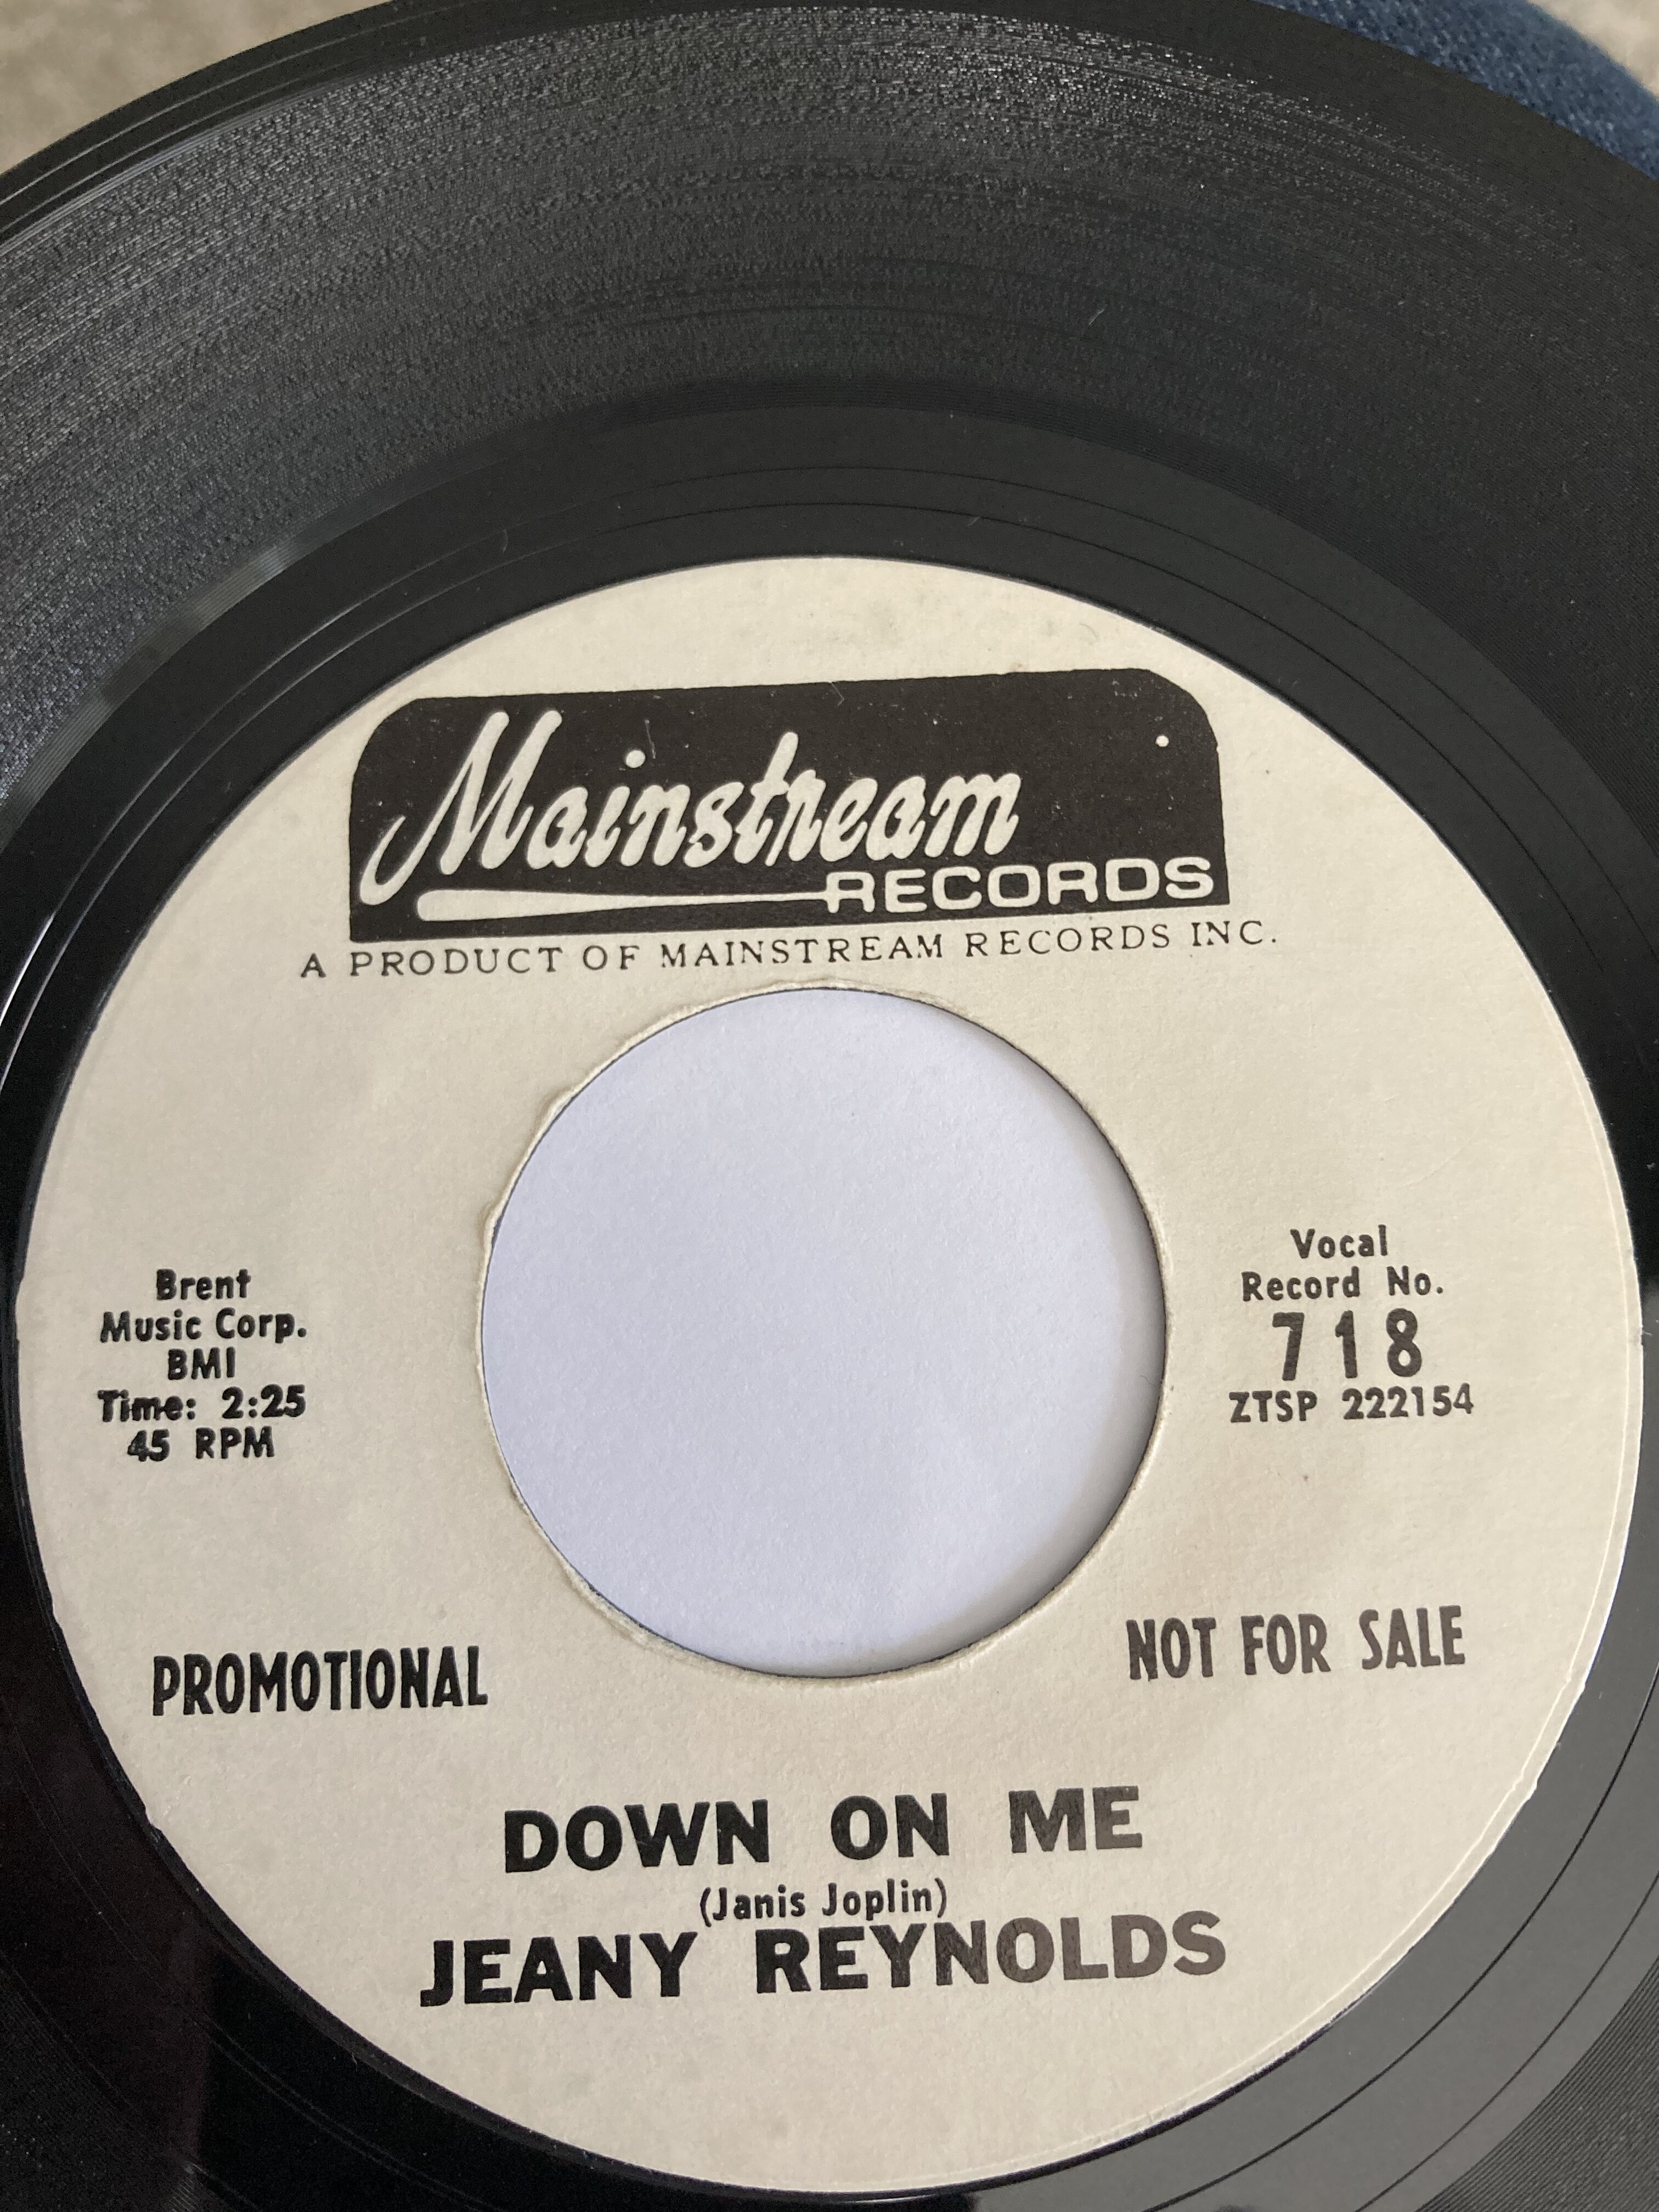 Mainstream
RECORDS
A PRODUCT OF MAINSTREAM RECORDS INC.
Brent
Music Corp.
BMI
Time: 2:25
45 RPM
Vocal
Record No.
718
ZTSP 222154
PROMOTIONAL
NOT FOR SALE
DOWN ON ME
(Janis Joplin)
JEANY REYNOLDS